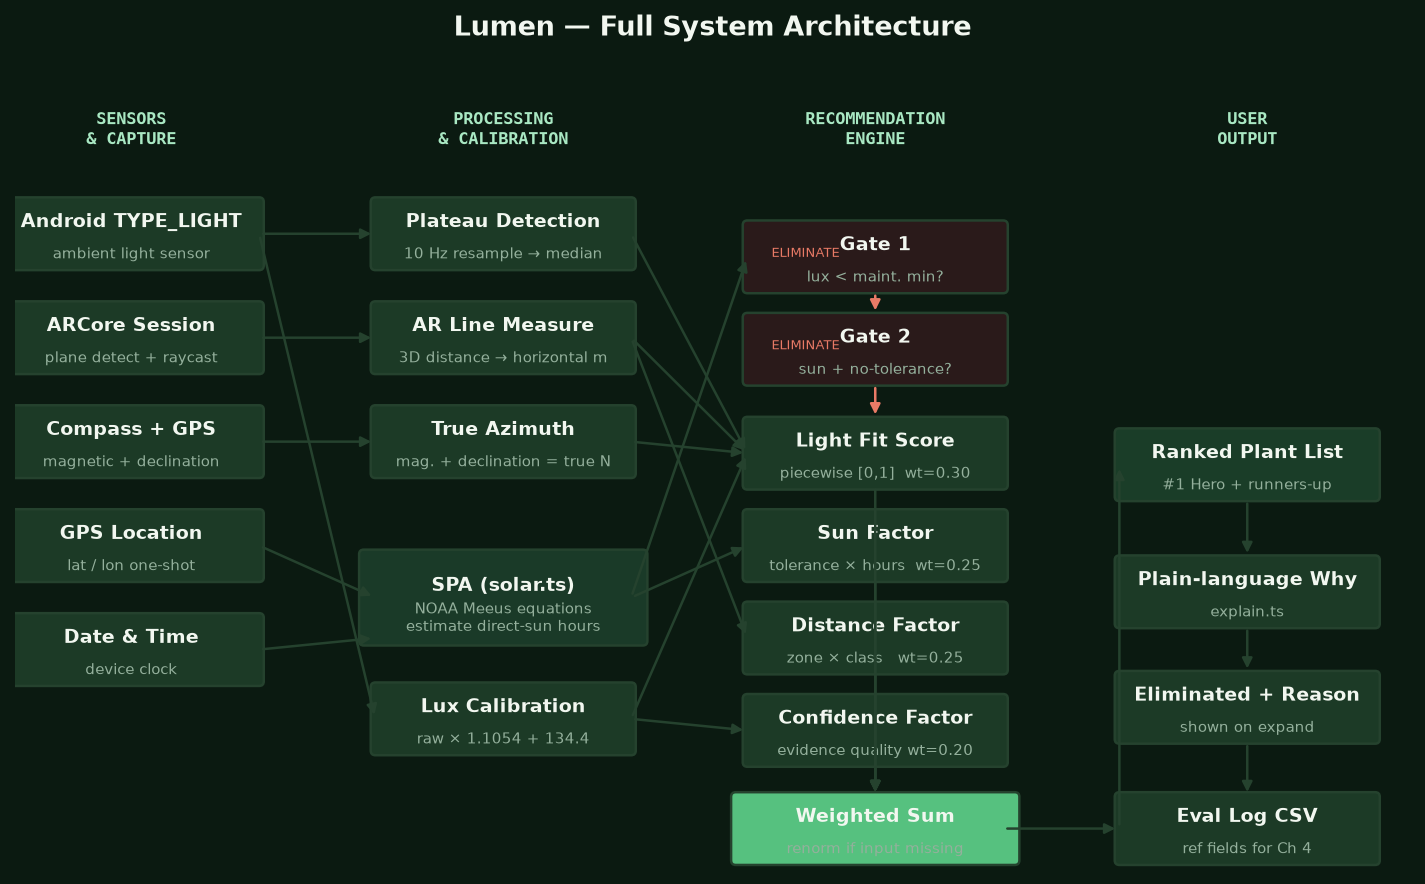 Lumen — Full System Architecture
SENSORS
& CAPTURE
Android TYPE_LIGHT
ambient light sensor
ARCore Session
plane detect + raycast
Compass + GPS
magnetic + declination
GPS Location
lat / lon one-shot
Date & Time
device clock
PROCESSING
& CALIBRATION
Plateau Detection
10 Hz resample → median
AR Line Measure
3D distance → horizontal m
True Azimuth
mag. + declination = true N
SPA (solar.ts)
NOAA Meeus equations
estimate direct-sun hours
Lux Calibration
raw × 1.1054 + 134.4
RECOMMENDATION
ENGINE
Gate 1
ELIMINATE
lux < maint. min?
Gate 2
ELIMINATE
sun + no-tolerance?
Light Fit Score
piecewise [0,1]  wt=0.30
Sun Factor
tolerance × hours  wt=0.25
Distance Factor
zone × class   wt=0.25
Confidence Factor
evidence quality wt=0.20
Weighted Sum
renorm if input missing
USER
OUTPUT
Ranked Plant List
#1 Hero + runners-up
Plain-language Why
explain.ts
Eliminated + Reason
shown on expand
Eval Log CSV
ref fields for Ch 4